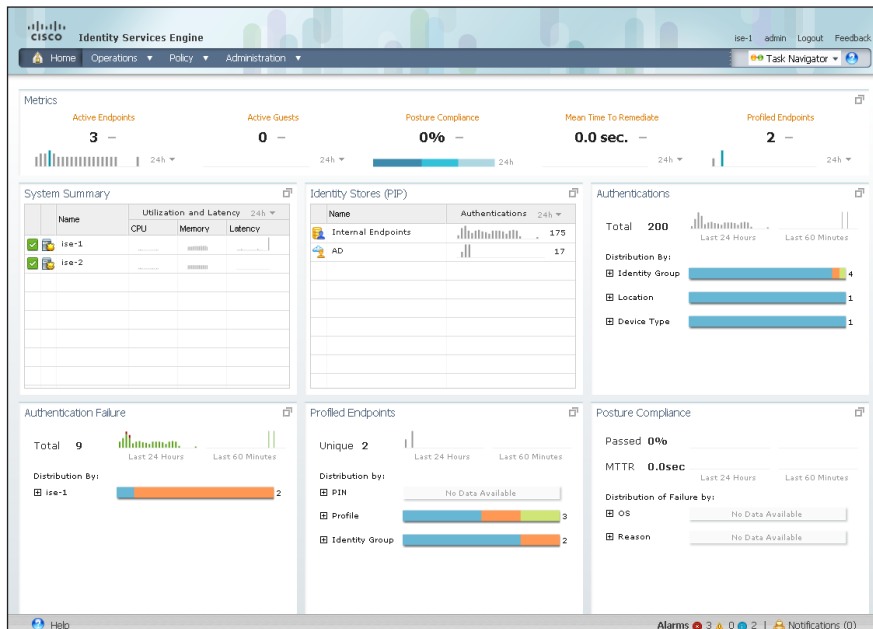 CISCO Identity Services Engine
ise-1 admin Logout Feedback
Home Operations Policy Administration
Task Navigator
Metrics
Active Endpoints Active Guests Posture Compliance Mean Time To Remediate Profiled Endpoints
3 – 0 – 0% – 0.0 sec. – 2 –
24h 24h 24h 24h 24h
System Summary
Name Utilization and Latency 24h
CPU Memory Latency
ise-1
ise-2
Identity Stores (PIP)
Name Authentications 24h
Internal Endpoints 175
AD 17
Authentications
Total 200
Last 24 Hours Last 60 Minutes
Distribution By:
Identity Group 4
Location 1
Device Type 1
Authentication Failure
Total 9
Last 24 Hours Last 60 Minutes
Distribution By:
ise-1 2
Profiled Endpoints
Unique 2
Last 24 Hours Last 60 Minutes
Distribution by:
PIN No Data Available
Profile 3
Identity Group 2
Posture Compliance
Passed 0%
MTTR 0.0sec
Last 24 Hours Last 60 Minutes
Distribution of Failure by:
OS No Data Available
Reason No Data Available
Help
Alarms 3 0 2 | Notifications (0)